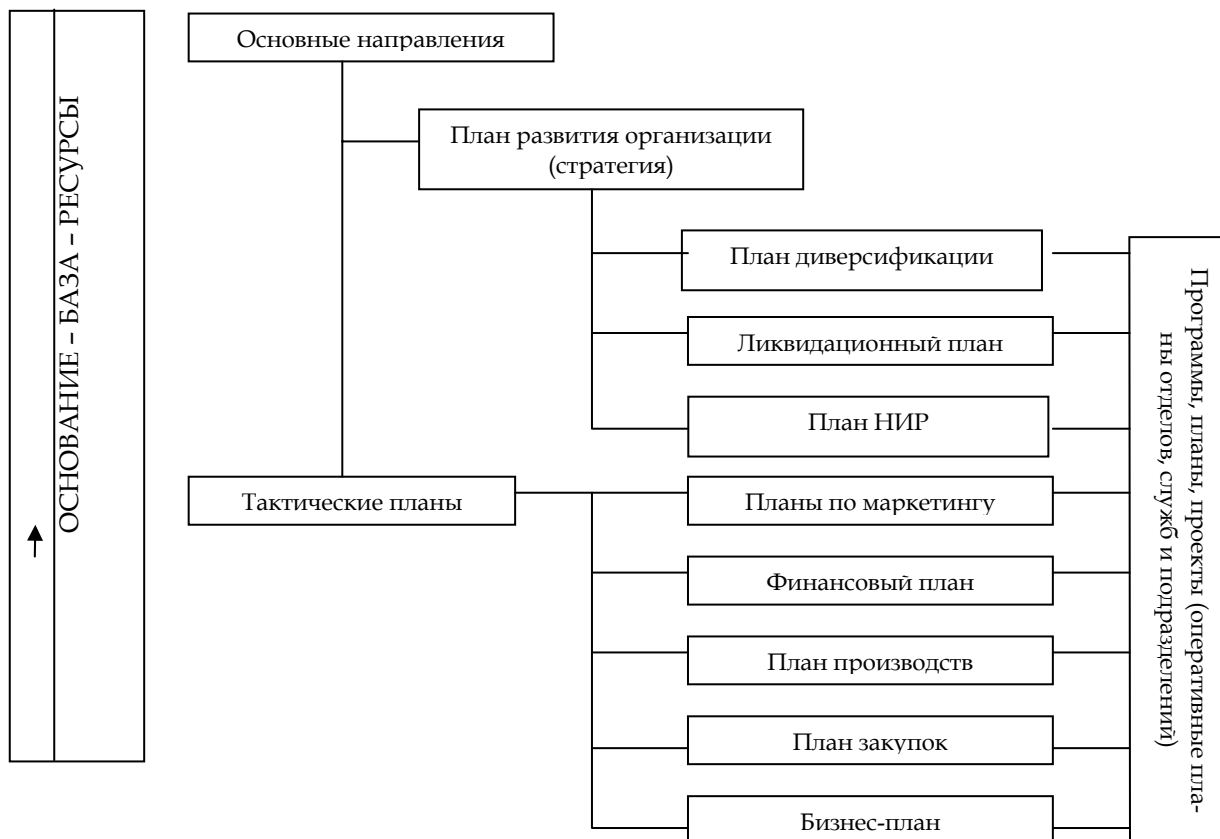 ОСНОВАНИЕ – БАЗА – РЕСУРСЫ
Основные направления
План развития организации
(стратегия)
План диверсификации
Ликвидационный план
План НИР
Тактические планы
Планы по маркетингу
Финансовый план
План производств
План закупок
Бизнес-план
Программы, планы, проекты (оперативные пла-
ны отделов, служб и подразделений)